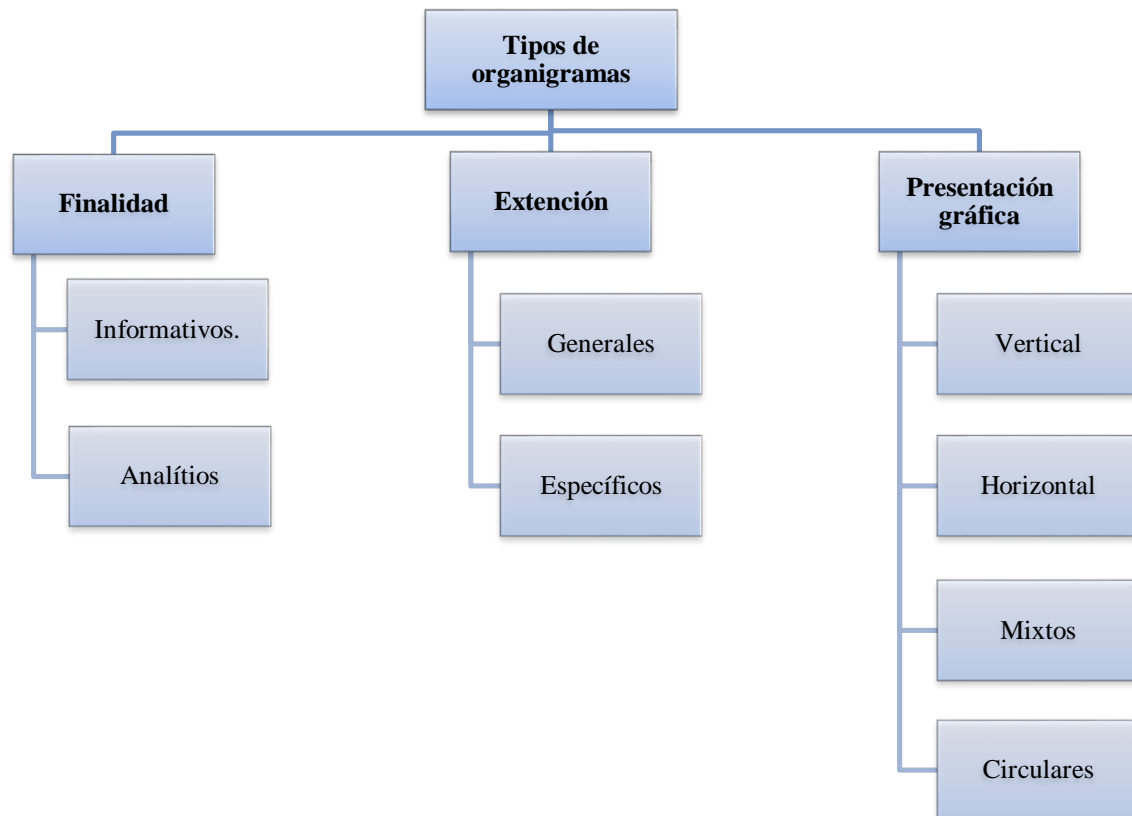 Tipos de
organigramas
Finalidad
Informativos.
Analítios
Extención
Generales
Específicos
Presentación
gráfica
Vertical
Horizontal
Mixtos
Circulares